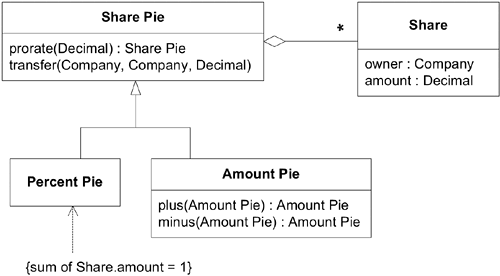 Share Pie
prorate(Decimal) : Share Pie
transfer(Company, Company, Decimal)
*
Share
owner : Company
amount : Decimal
Percent Pie
Amount Pie
plus(Amount Pie) : Amount Pie
minus(Amount Pie) : Amount Pie
{sum of Share.amount = 1}